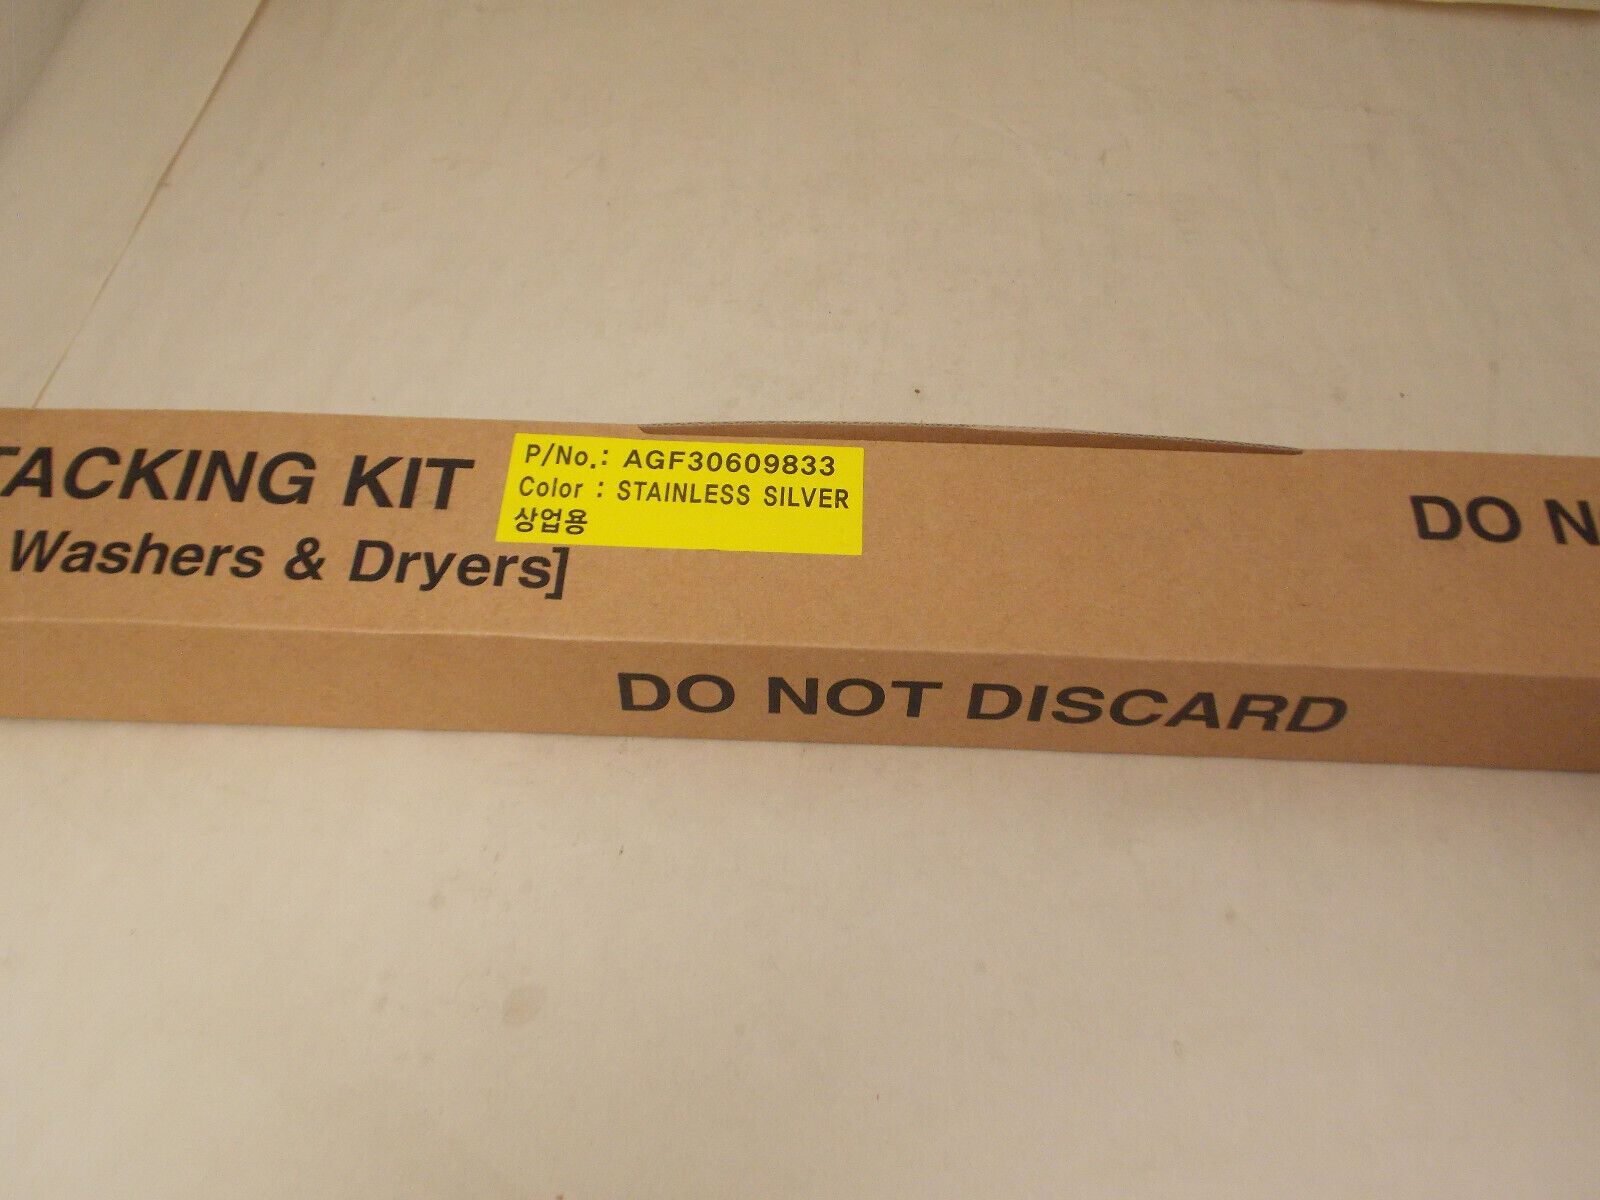 TACKING KIT
Washers & Dryers]
P/No.: AGF30609833
Color : STAINLESS SILVER
상업용
DO N
DO NOT DISCARD